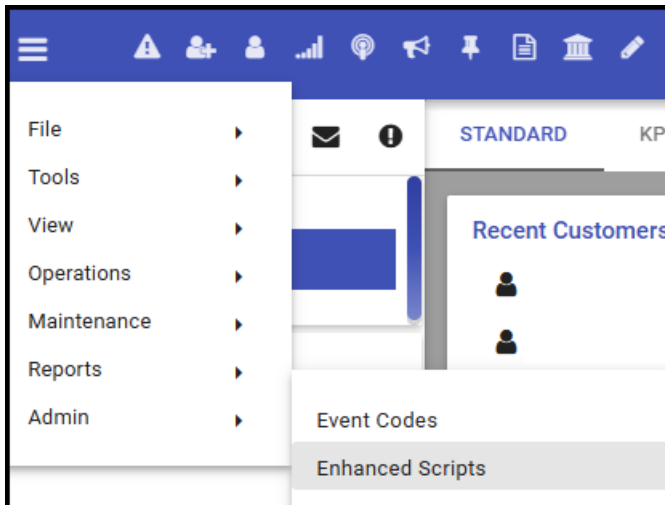 File
Tools
View
Operations
Maintenance
Reports
Admin
Event Codes
Enhanced Scripts
STANDARD
KP
Recent Customers